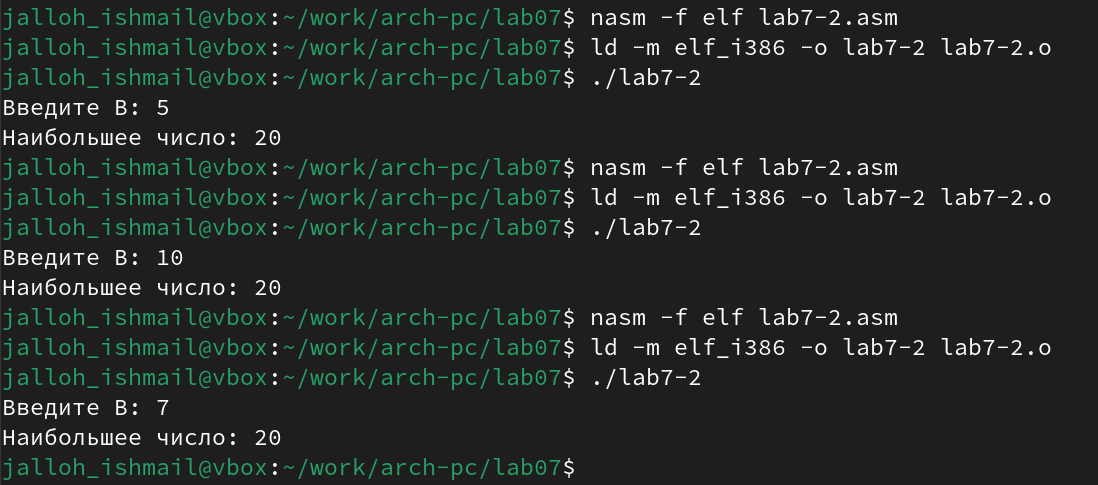 jalloh_ishmail@vbox:~/work/arch-pc/lab07$ nasm -f elf lab7-2.asm
jalloh_ishmail@vbox:~/work/arch-pc/lab07$ ld -m elf_i386 -o lab7-2 lab7-2.o
jalloh_ishmail@vbox:~/work/arch-pc/lab07$ ./lab7-2
Введите B: 5
Наибольшее число: 20
jalloh_ishmail@vbox:~/work/arch-pc/lab07$ nasm -f elf lab7-2.asm
jalloh_ishmail@vbox:~/work/arch-pc/lab07$ ld -m elf_i386 -o lab7-2 lab7-2.o
jalloh_ishmail@vbox:~/work/arch-pc/lab07$ ./lab7-2
Введите B: 10
Наибольшее число: 20
jalloh_ishmail@vbox:~/work/arch-pc/lab07$ nasm -f elf lab7-2.asm
jalloh_ishmail@vbox:~/work/arch-pc/lab07$ ld -m elf_i386 -o lab7-2 lab7-2.o
jalloh_ishmail@vbox:~/work/arch-pc/lab07$ ./lab7-2
Введите B: 7
Наибольшее число: 20
jalloh_ishmail@vbox:~/work/arch-pc/lab07$